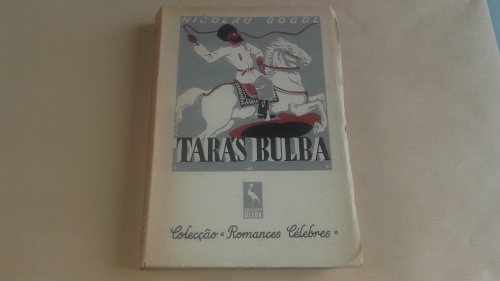 NICOLAU GOGOL
TARAS BULBA
Colecção « Romances Célebres »